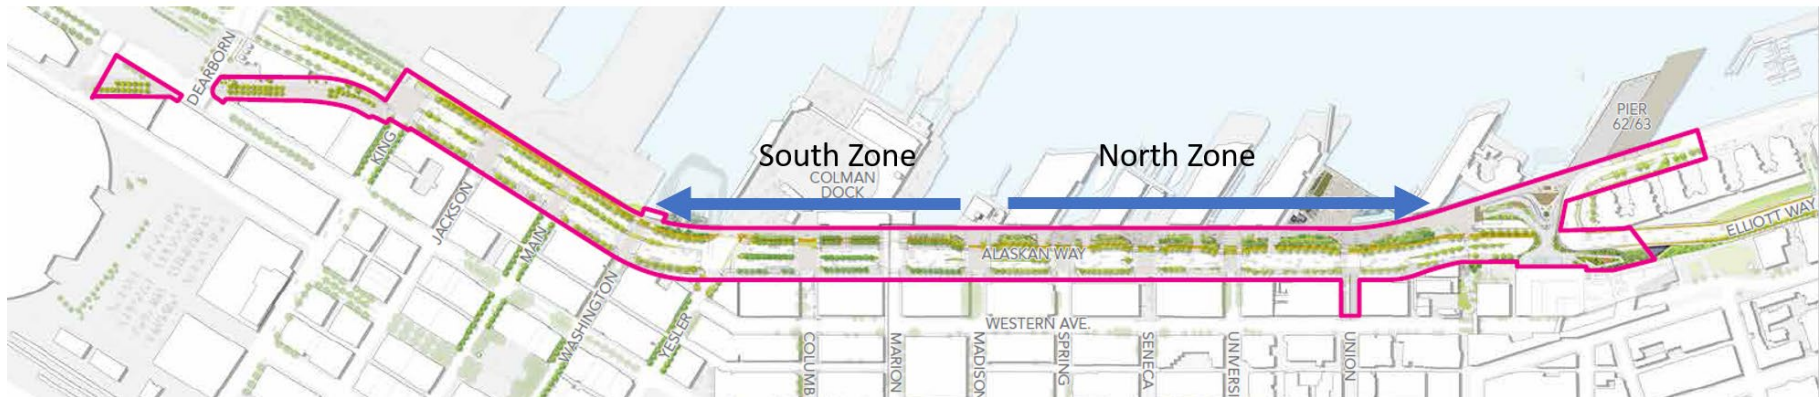 DEARBORN
KING
JACKSON
MAIN
WASHINGTON
YESLER
South Zone
COLMAN
DOCK
North Zone
PIER
62/63
ALASKAN WAY
ELLIOTT WAY
WESTERN AVE.
COLUMB
MARION
MADISON
SPRING
SENECA
UNIVERSI
UNION